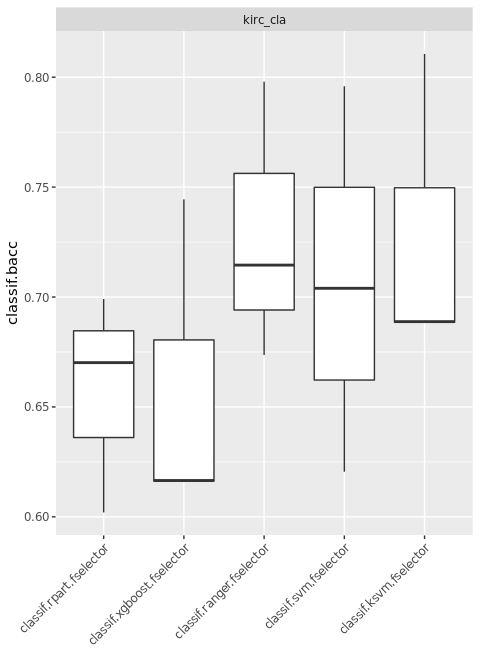 kirc_cla
classif.bacc
0.80
0.75
0.70
0.65
0.60
classif.rpart.fselector
classif.xgboost.fselector
classif.ranger.fselector
classif.svm.fselector
classif.ksvm.fselector